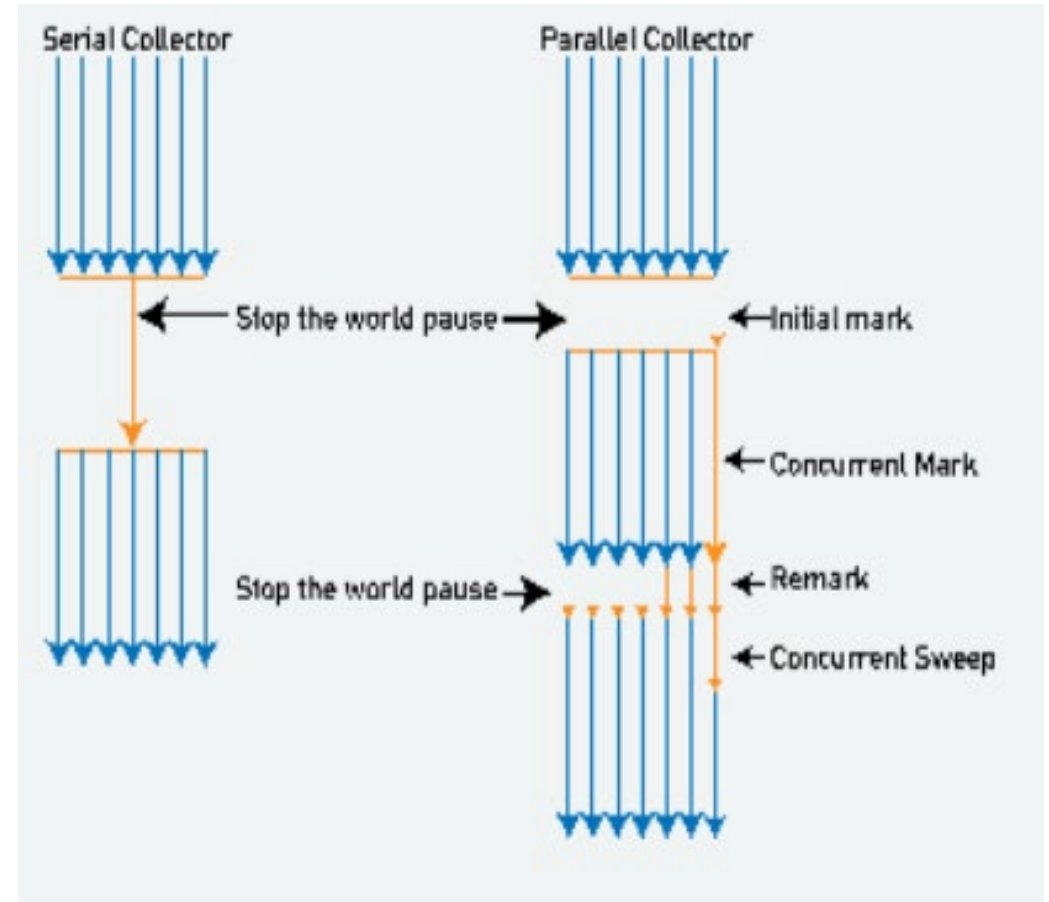 Serial Collector
Parallel Collector
Stop the world pause
Initial mark
Concurrent Mark
Stop the world pause
Remark
Concurrent Sweep